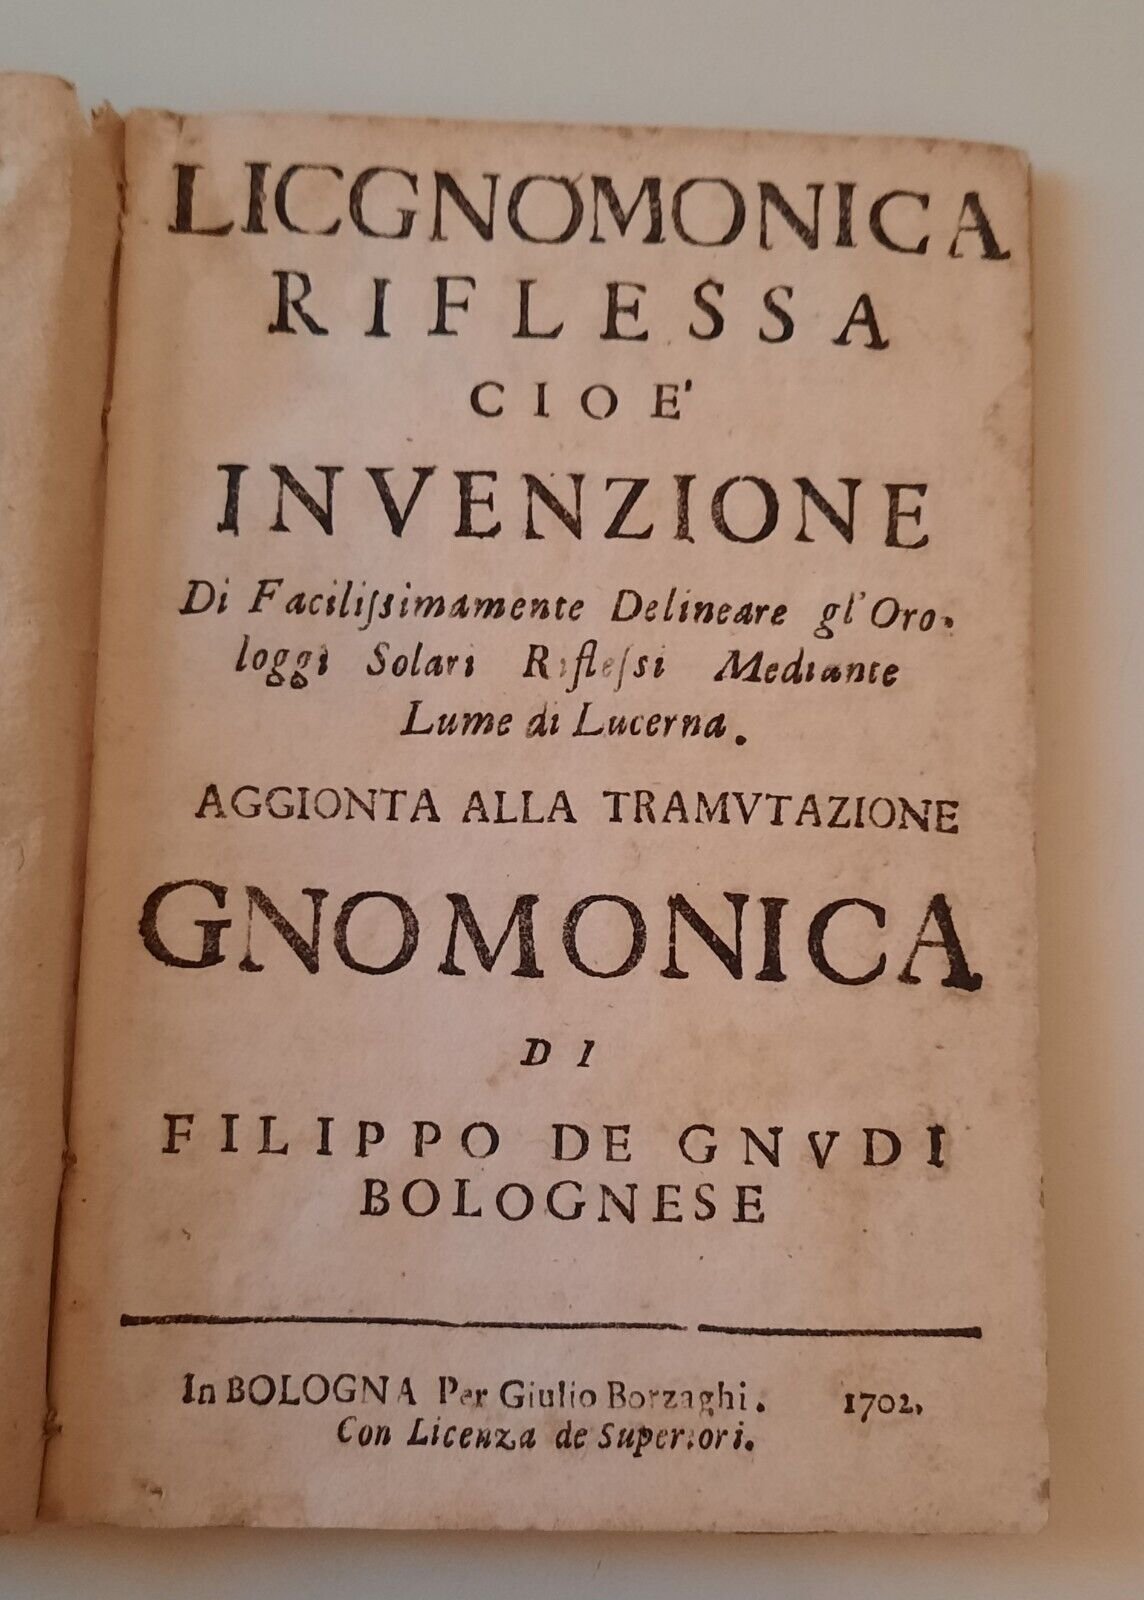 LICGNOMONICA
RIFLESSA
CIOE'
INVENZIONE
Di Faciliſsimamente Delineare gl'Oro-
loggi Solari Rifleſsi Mediante
Lume di Lucerna.
AGGIONTA ALLA TRAMVTAZIONE
GNOMONICA
DI
FILIPPO DE GNVDI
BOLOGNESE
In BOLOGNA Per Giulio Borzaghi. 1702.
Con Licenza de Superiori.